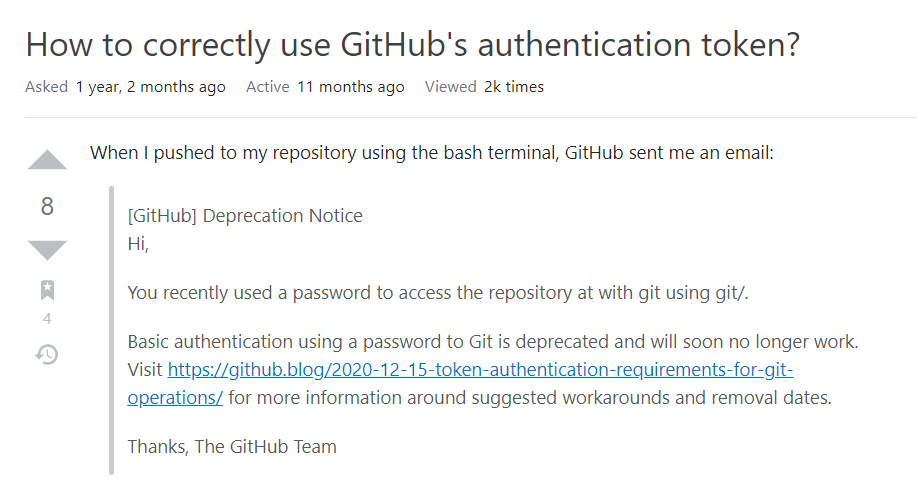 How to correctly use GitHub's authentication token?
Asked 1 year, 2 months ago Active 11 months ago Viewed 2k times
When I pushed to my repository using the bash terminal, GitHub sent me an email:
8
[GitHub] Deprecation Notice
Hi,
You recently used a password to access the repository at with git using git/.
4
Basic authentication using a password to Git is deprecated and will soon no longer work.
Visit https://github.blog/2020-12-15-token-authentication-requirements-for-git-
operations/ for more information around suggested workarounds and removal dates.
Thanks, The GitHub Team